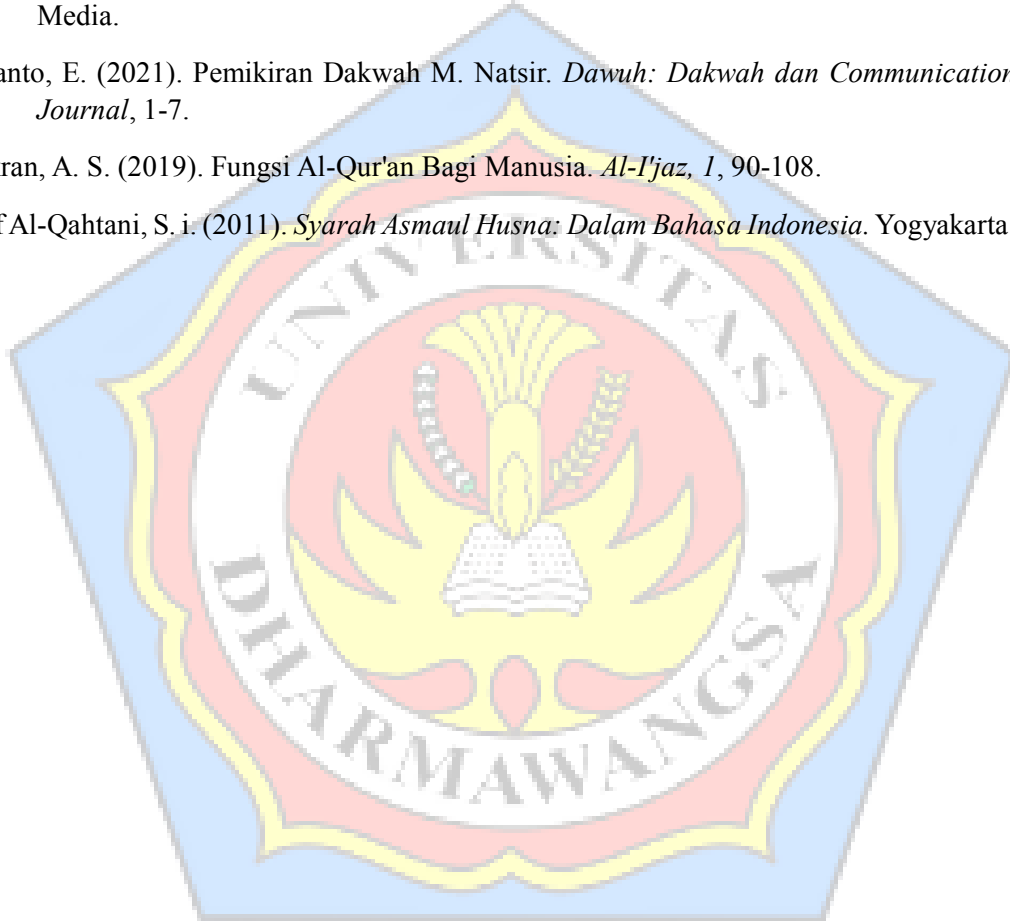 Media.
anto, E. (2021). Pemikiran Dakwah M. Natsir. Dawuh: Dakwah dan Communication
Journal, 1-7.
ran, A. S. (2019). Fungsi Al-Qur'an Bagi Manusia. Al-I'jaz, 1, 90-108.
f Al-Qahtani, S. i. (2011). Syarah Asmaul Husna: Dalam Bahasa Indonesia. Yogyakarta
UNIVERSITAS
DHARMAWANGSA